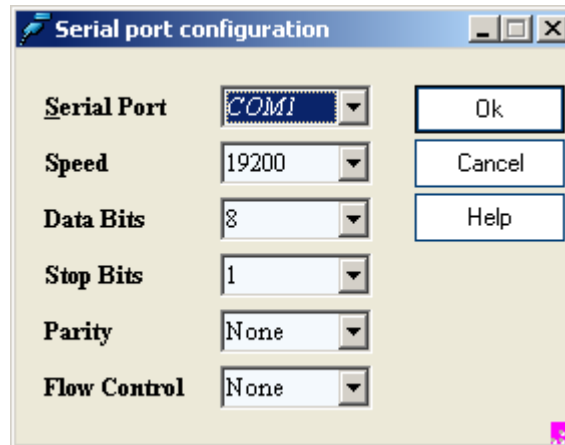 Serial port configuration
Serial Port COM1 Ok
Speed 19200 Cancel
Data Bits 8 Help
Stop Bits 1
Parity None
Flow Control None